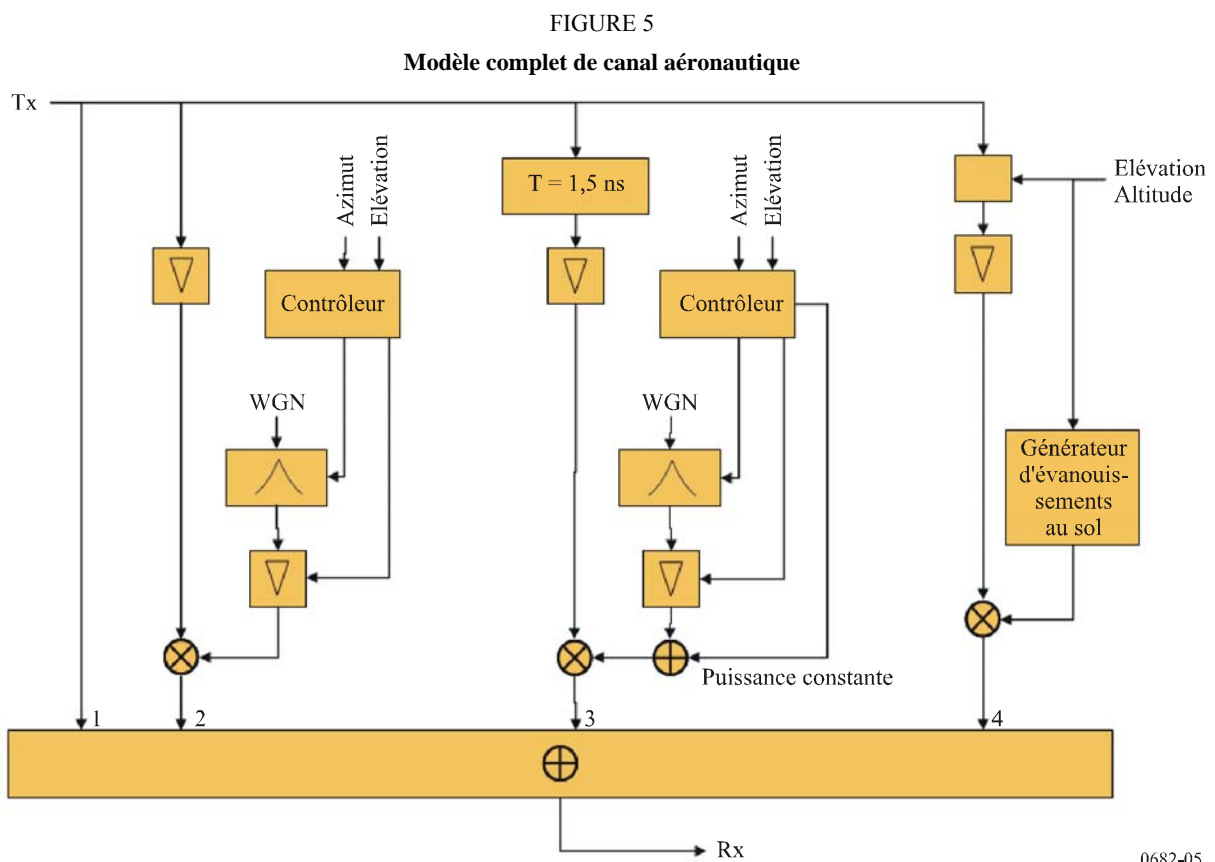 FIGURE 5
Modèle complet de canal aéronautique
Tx
Azimut
Elévation
T = 1,5 ns
Azimut
Elévation
Elévation
Altitude
Contrôleur
Contrôleur
WGN
WGN
Générateur
d'évanouis-
sements
au sol
Puissance constante
1
2
3
4
Rx
0682-05